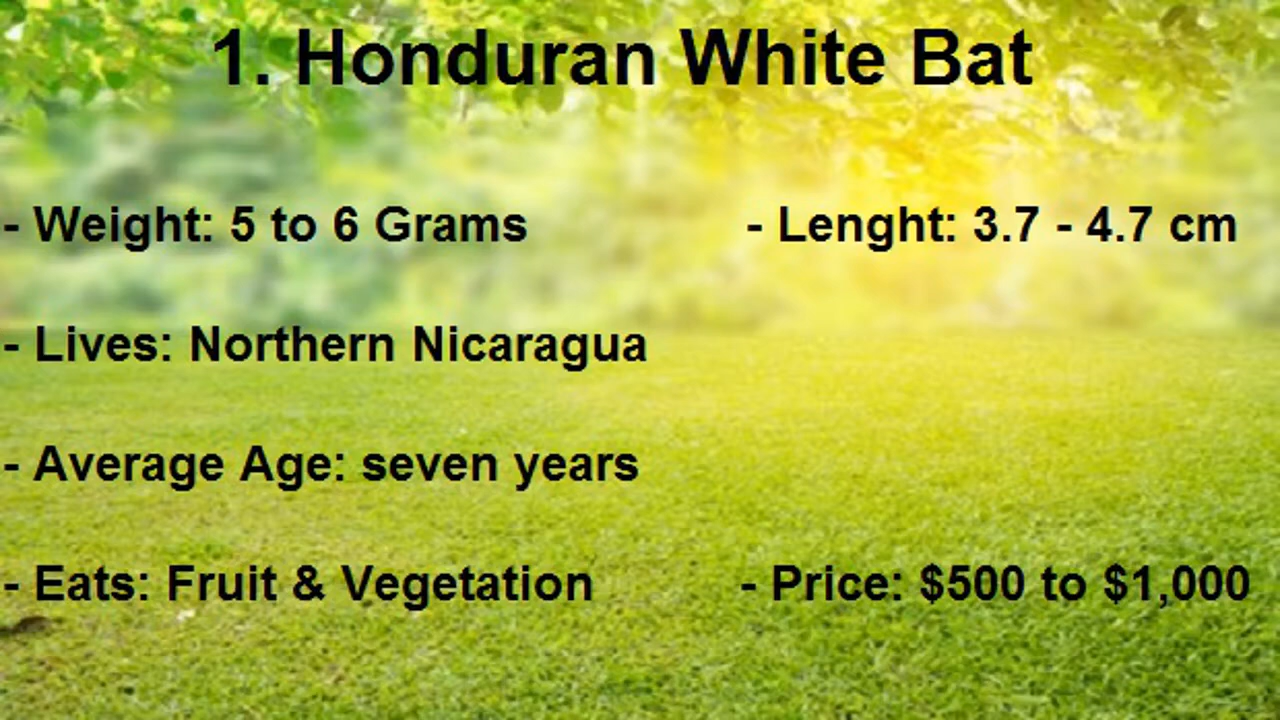 1. Honduran White Bat
- Weight: 5 to 6 Grams - Lenght: 3.7 - 4.7 cm
- Lives: Northern Nicaragua
- Average Age: seven years
- Eats: Fruit & Vegetation - Price: $500 to $1,000